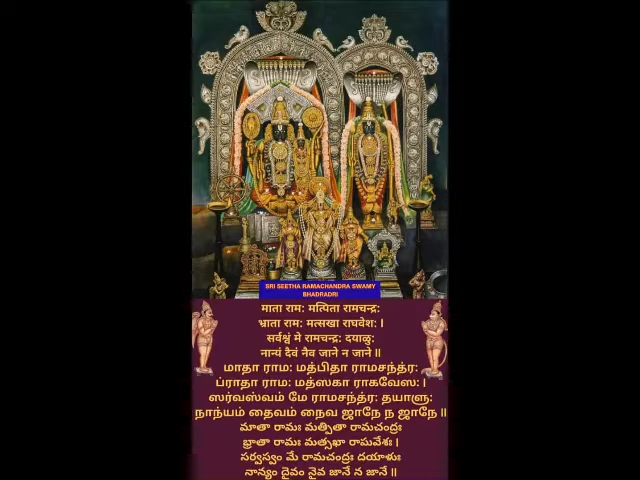 SRI SEETHA RAMACHANDRA SWAMY
BHADRADRI
माता राम: मत्पिता रामचन्द्र:
भ्राता राम: मत्सखा राघवेश: ।
सर्वश्वं मे रामचन्द्र: दयाळु:
नान्यं दैवं नैव जाने न जाने ॥
மாதா ராம: மத்பிதா ராமசந்த்ர:
ப்ராதா ராம: மத்ஸகா ராகவேஸ: |
ஸர்வஸ்வம் மே ராமசந்த்ர: தயாளு:
நாந்யம் தைவம் நைவ ஜாநே ந ஜாநே ||
మాతా రామః మత్పితా రామచంద్రః
భ్రాతా రామః మత్సఖా రాఘవేశః |
సర్వస్వం మే రామచంద్రః దయాళుః
నాన్యం దైవం నైవ జానే న జానే ||